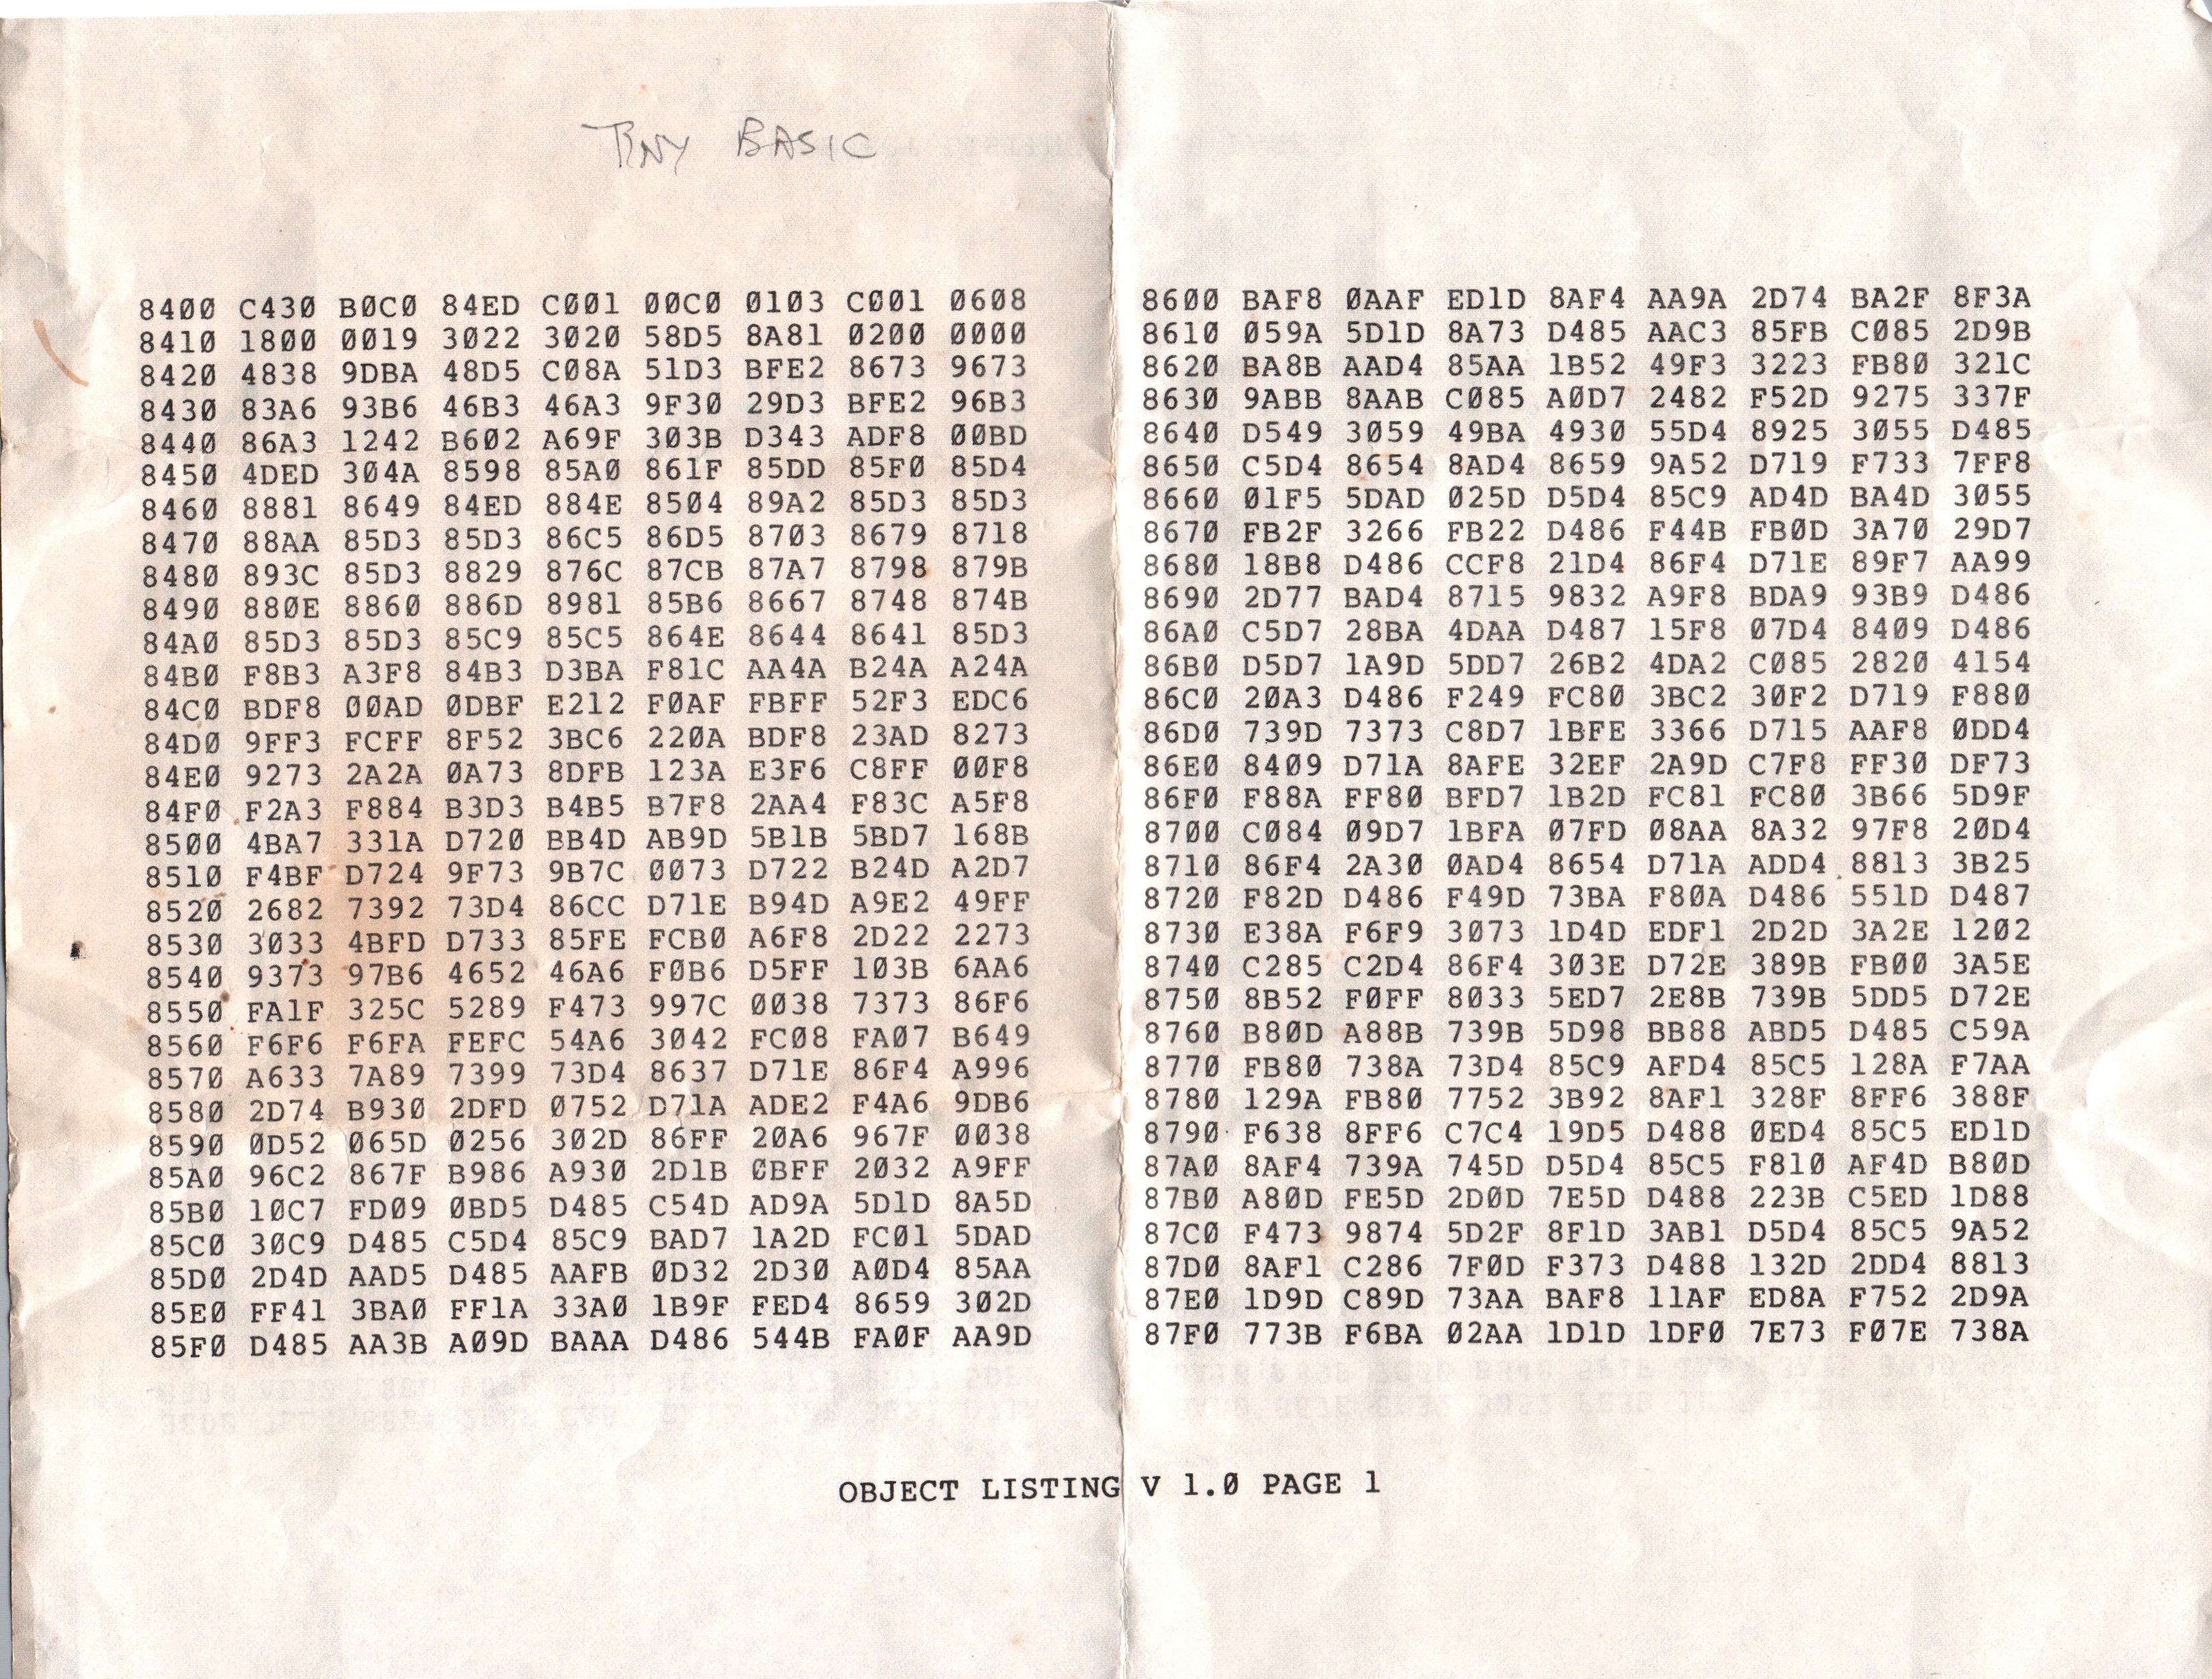 TINY BASIC
8400 C430 B0C0 84ED C001 00C0 0103 C001 0608
8410 1800 0019 3022 3020 58D5 8A81 0200 0000
8420 4838 9DBA 48D5 C08A 51D3 BFE2 8673 9673
8430 83A6 93B6 46B3 46A3 9F30 29D3 BFE2 96B3
8440 86A3 1242 B602 A69F 303B D343 ADF8 00BD
8450 4DED 304A 8598 85A0 861F 85DD 85F0 85D4
8460 8881 8649 84ED 884E 8504 89A2 85D3 85D3
8470 88AA 85D3 85D3 86C5 86D5 8703 8679 8718
8480 893C 85D3 8829 876C 87CB 87A7 8798 879B
8490 880E 8860 886D 8981 85B6 8667 8748 874B
84A0 85D3 85D3 85C9 85C5 864E 8644 8641 85D3
84B0 F8B3 A3F8 84B3 D3BA F81C AA4A B24A A24A
84C0 BDF8 00AD 0DBF E212 F0AF FBFF 52F3 EDC6
84D0 9FF3 FCFF 8F52 3BC6 220A BDF8 23AD 8273
84E0 9273 2A2A 0A73 8DFB 123A E3F6 C8FF 00F8
84F0 F2A3 F884 B3D3 B4B5 B7F8 2AA4 F83C A5F8
8500 4BA7 331A D720 BB4D AB9D 5B1B 5BD7 168B
8510 F4BF D724 9F73 9B7C 0073 D722 B24D A2D7
8520 2682 7392 73D4 86CC D71E B94D A9E2 49FF
8530 3033 4BFD D733 85FE FCB0 A6F8 2D22 2273
8540 9373 97B6 4652 46A6 F0B6 D5FF 103B 6AA6
8550 FA1F 325C 5289 F473 997C 0038 7373 86F6
8560 F6F6 F6FA FEFC 54A6 3042 FC08 FA07 B649
8570 A633 7A89 7399 73D4 8637 D71E 86F4 A996
8580 2D74 B930 2DFD 0752 D71A ADE2 F4A6 9DB6
8590 0D52 065D 0256 302D 86FF 20A6 967F 0038
85A0 96C2 867F B986 A930 2D1B 0BFF 2032 A9FF
85B0 10C7 FD09 0BD5 D485 C54D AD9A 5D1D 8A5D
85C0 30C9 D485 C5D4 85C9 BAD7 1A2D FC01 5DAD
85D0 2D4D AAD5 D485 AAFB 0D32 2D30 A0D4 85AA
85E0 FF41 3BA0 FF1A 33A0 1B9F FED4 8659 302D
85F0 D485 AA3B A09D BAAA D486 544B FA0F AA9D
8600 BAF8 0AAF ED1D 8AF4 AA9A 2D74 BA2F 8F3A
8610 059A 5D1D 8A73 D485 AAC3 85FB C085 2D9B
8620 BA8B AAD4 85AA 1B52 49F3 3223 FB80 321C
8630 9ABB 8AAB C085 A0D7 2482 F52D 9275 337F
8640 D549 3059 49BA 4930 55D4 8925 3055 D485
8650 C5D4 8654 8AD4 8659 9A52 D719 F733 7FF8
8660 01F5 5DAD 025D D5D4 85C9 AD4D BA4D 3055
8670 FB2F 3266 FB22 D486 F44B FB0D 3A70 29D7
8680 18B8 D486 CCF8 21D4 86F4 D71E 89F7 AA99
8690 2D77 BAD4 8715 9832 A9F8 BDA9 93B9 D486
86A0 C5D7 28BA 4DAA D487 15F8 07D4 8409 D486
86B0 D5D7 1A9D 5DD7 26B2 4DA2 C085 2820 4154
86C0 20A3 D486 F249 FC80 3BC2 30F2 D719 F880
86D0 739D 7373 C8D7 1BFE 3366 D715 AAF8 0DD4
86E0 8409 D71A 8AFE 32EF 2A9D C7F8 FF30 DF73
86F0 F88A FF80 BFD7 1B2D FC81 FC80 3B66 5D9F
8700 C084 09D7 1BFA 07FD 08AA 8A32 97F8 20D4
8710 86F4 2A30 0AD4 8654 D71A ADD4 8813 3B25
8720 F82D D486 F49D 73BA F80A D486 551D D487
8730 E38A F6F9 3073 1D4D EDF1 2D2D 3A2E 1202
8740 C285 C2D4 86F4 303E D72E 389B FB00 3A5E
8750 8B52 F0FF 8033 5ED7 2E8B 739B 5DD5 D72E
8760 B80D A88B 739B 5D98 BB88 ABD5 D485 C59A
8770 FB80 738A 73D4 85C9 AFD4 85C5 128A F7AA
8780 129A FB80 7752 3B92 8AF1 328F 8FF6 388F
8790 F638 8FF6 C7C4 19D5 D488 0ED4 85C5 ED1D
87A0 8AF4 739A 745D D5D4 85C5 F810 AF4D B80D
87B0 A80D FE5D 2D0D 7E5D D488 223B C5ED 1D88
87C0 F473 9874 5D2F 8F1D 3AB1 D5D4 85C5 9A52
87D0 8AF1 C286 7F0D F373 D488 132D 2DD4 8813
87E0 1D9D C89D 73AA BAF8 11AF ED8A F752 2D9A
87F0 773B F6BA 02AA 1D1D 1DF0 7E73 F07E 738A
OBJECT LISTING V 1.0 PAGE 1